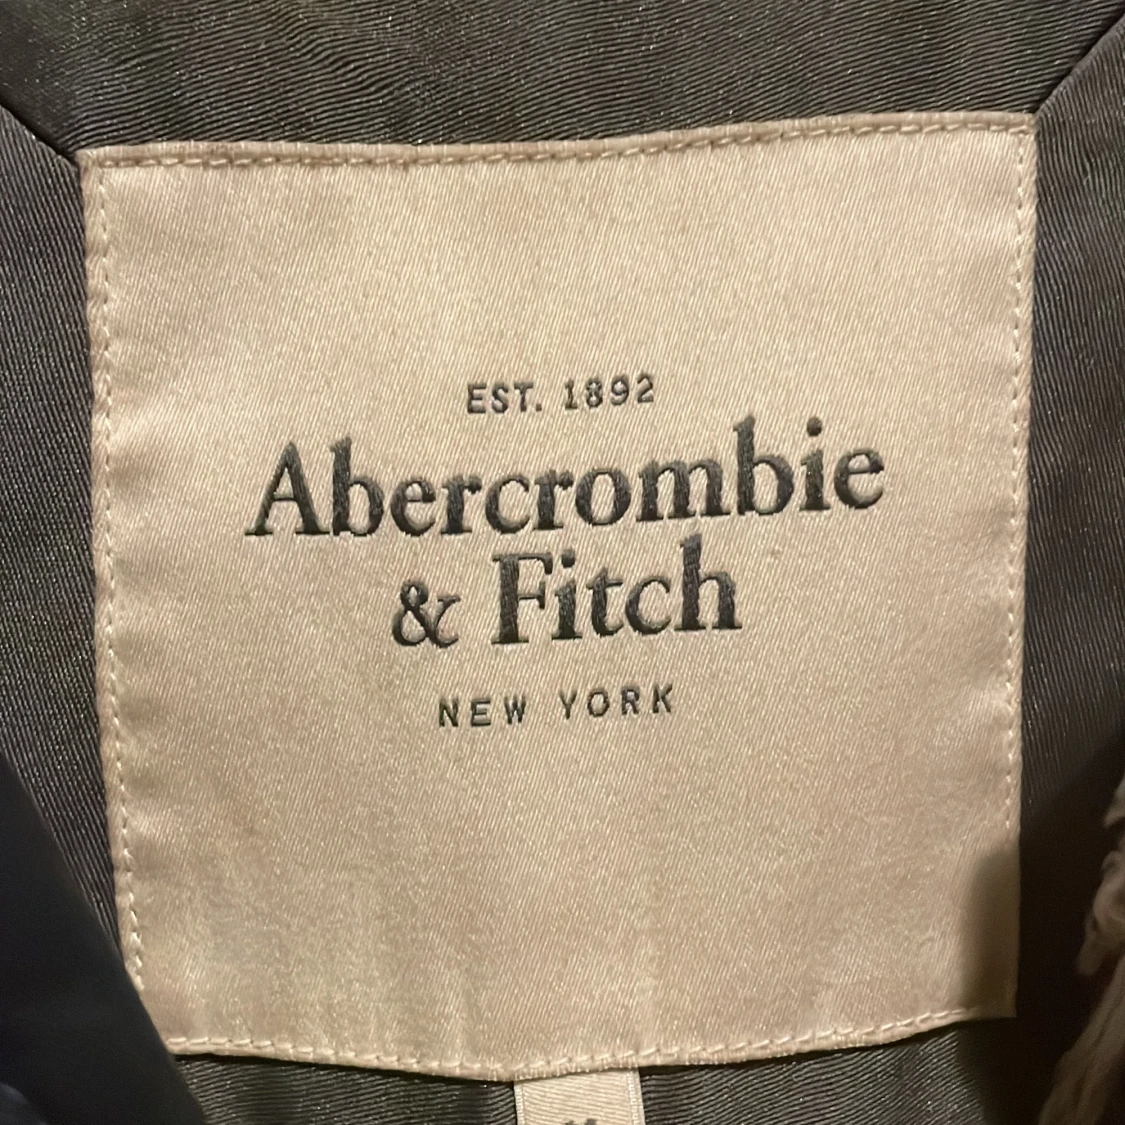 EST. 1892
Abercrombie
& Fitch
NEW YORK